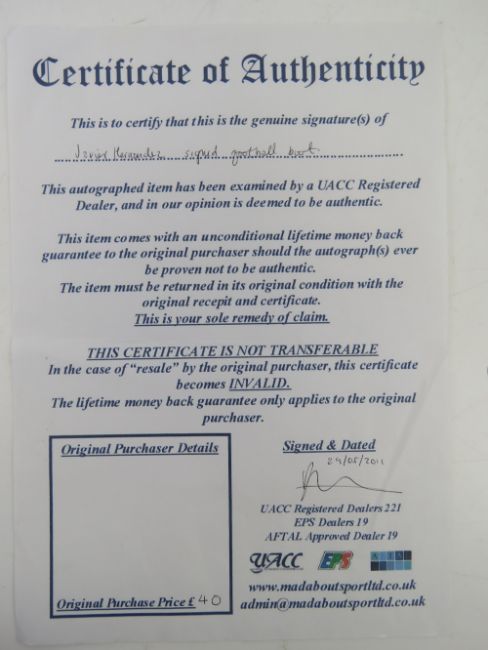 Certificate of Authenticity
This is to certify that this is the genuine signature(s) of
Javier Hernandez signed football boot
This autographed item has been examined by a UACC Registered
Dealer, and in our opinion is deemed to be authentic.
This item comes with an unconditional lifetime money back
guarantee to the original purchaser should the autograph(s) ever
be proven not to be authentic.
The item must be returned in its original condition with the
original recepit and certificate.
This is your sole remedy of claim.
THIS CERTIFICATE IS NOT TRANSFERABLE
In the case of "resale" by the original purchaser, this certificate
becomes INVALID.
The lifetime money back guarantee only applies to the original
purchaser.
Original Purchaser Details
Original Purchase Price £ 40
Signed & Dated
29/05/2011
UACC Registered Dealers 221
EPS Dealers 19
AFTAL Approved Dealer 19
UACC EPS
www.madaboutsportltd.co.uk
admin@madaboutsportltd.co.uk